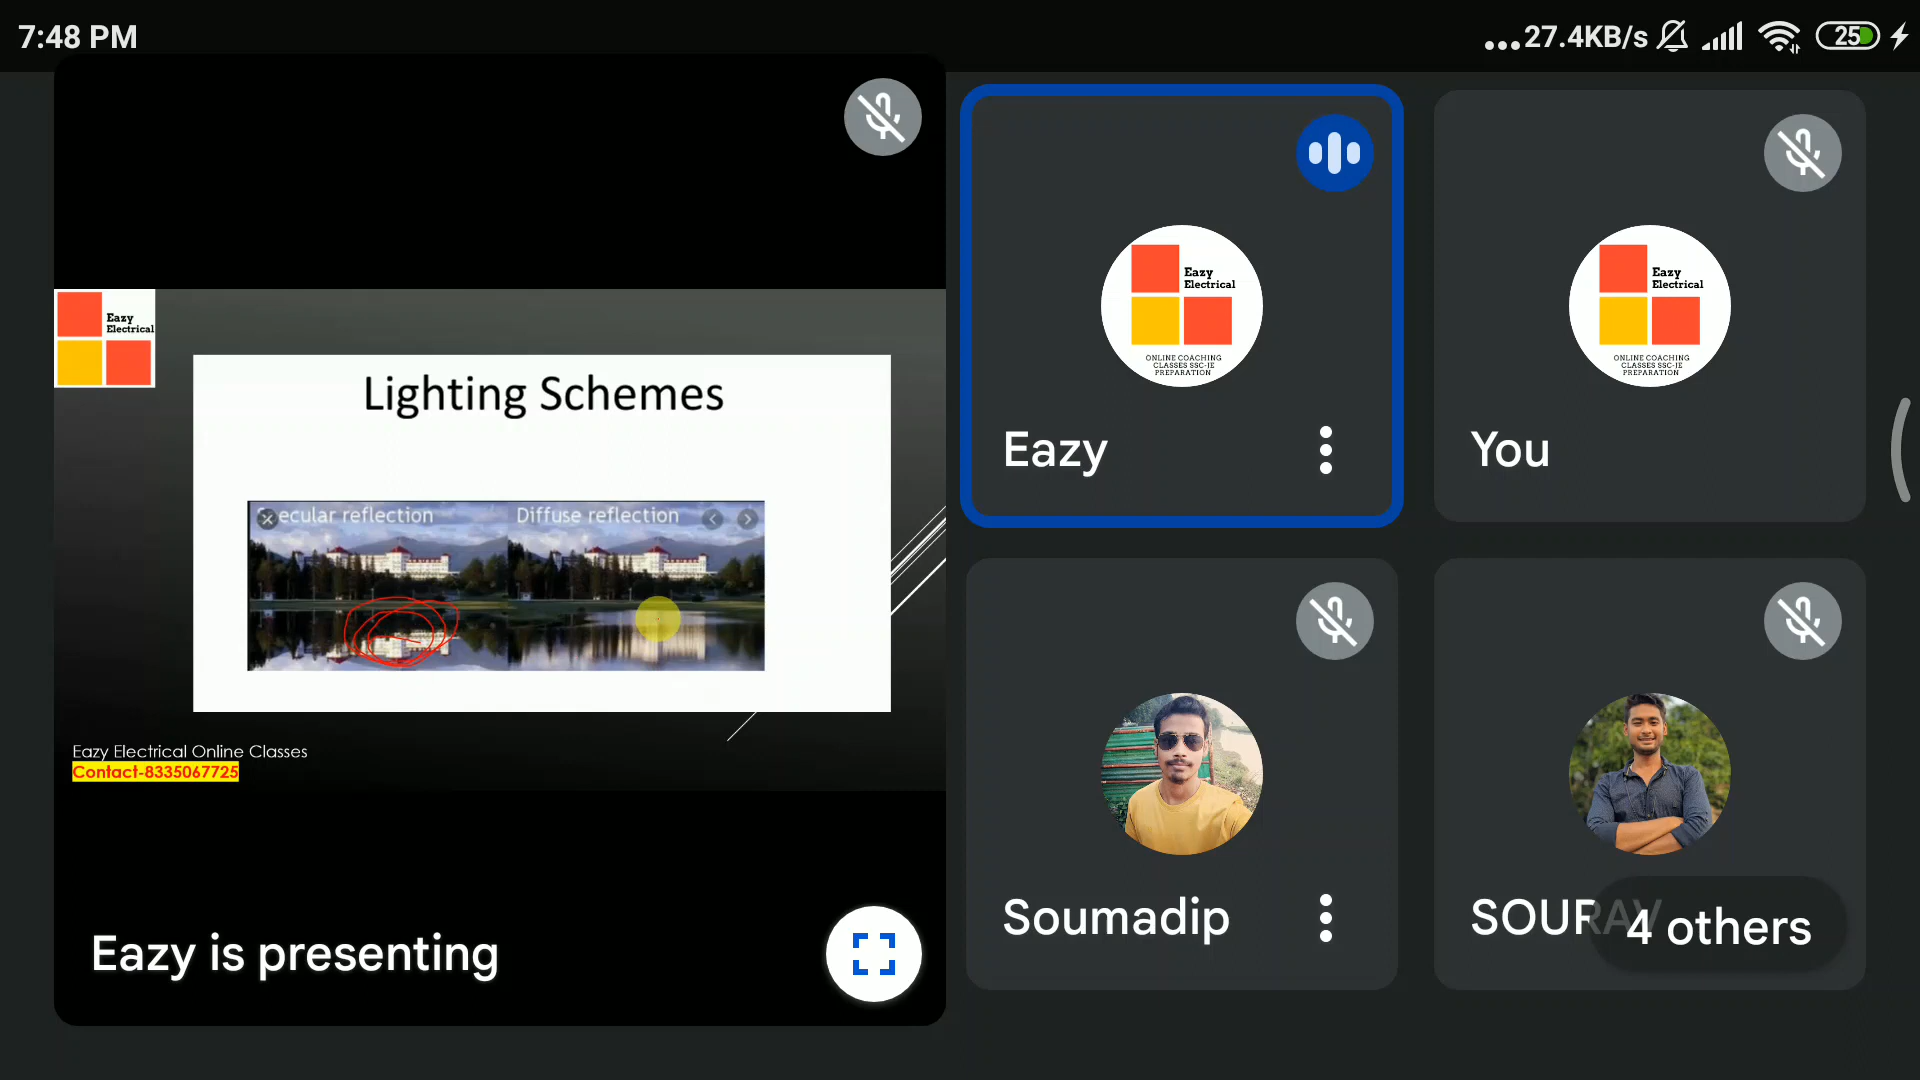 7:48 PM
...27.4KB/s
25
Eazy
Electrical
Lighting Schemes
ecular reflection
Diffuse reflection
Eazy Electrical Online Classes
Contact-8335067725
Eazy is presenting
Eazy
Electrical
ONLINE COACHING
CLASSES SSC-JE
PREPARATION
Eazy
Eazy
Electrical
ONLINE COACHING
CLASSES SSC-JE
PREPARATION
You
Soumadip
SOURAV
4 others